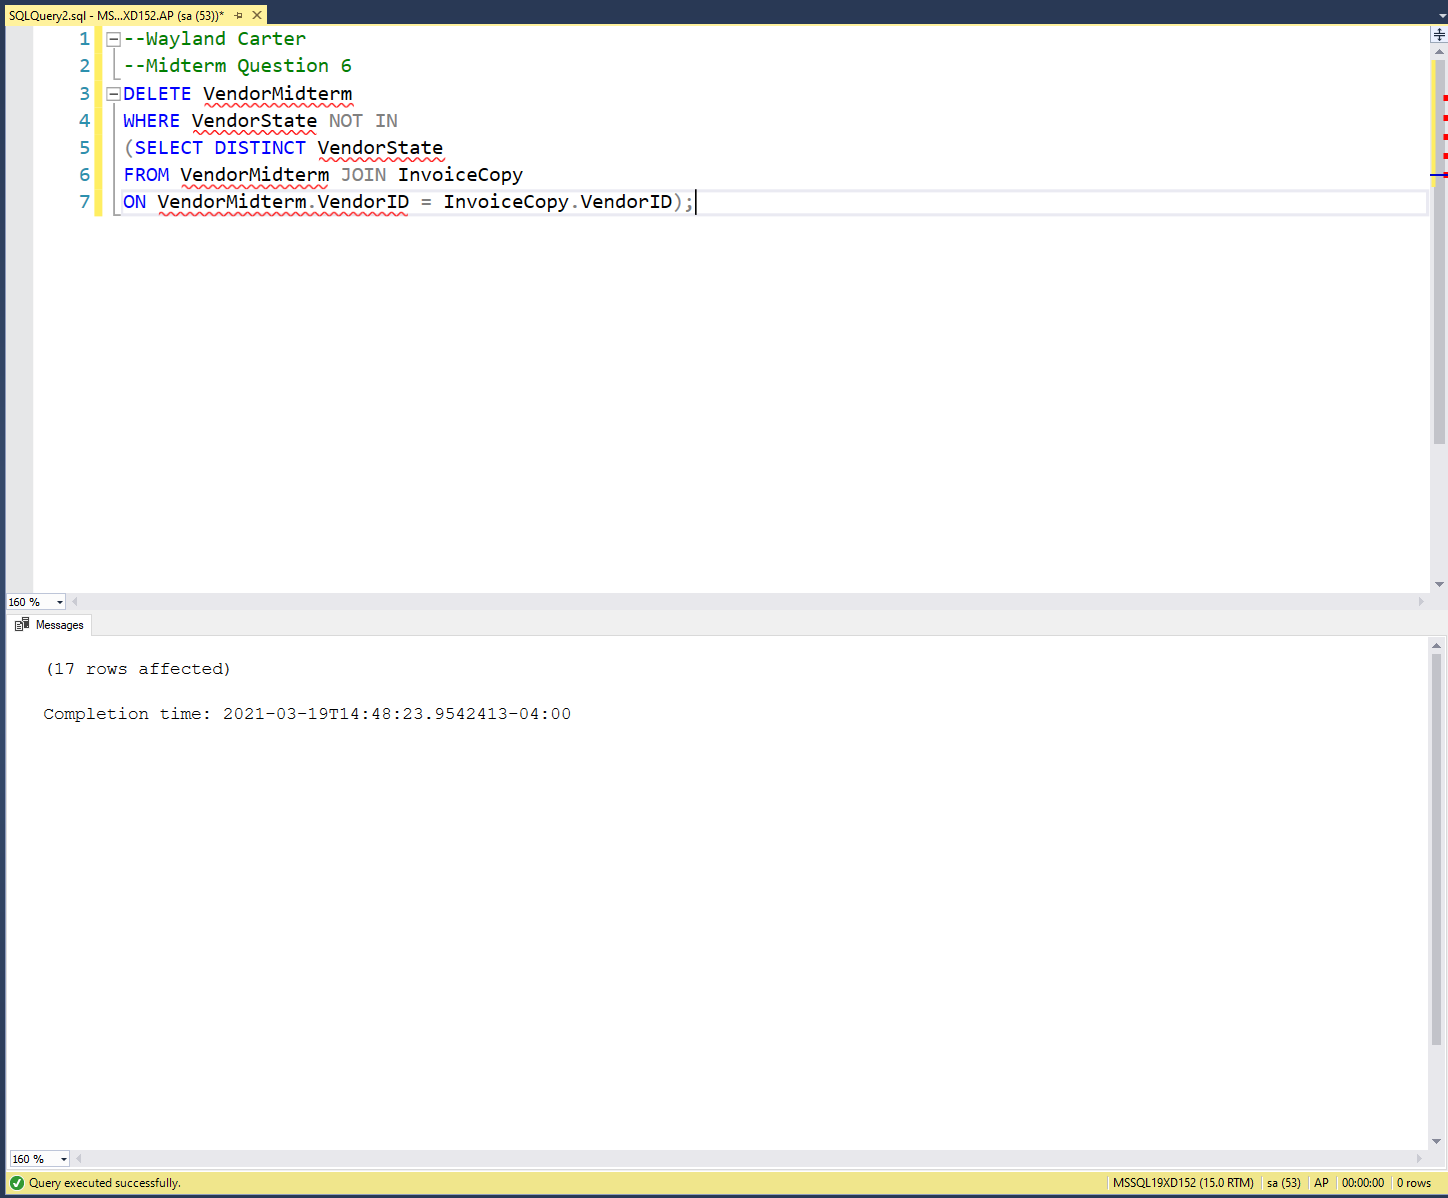 SQLQuery2.sql - MS...XD152.AP (sa (53))*
1 --Wayland Carter
2 --Midterm Question 6
3 DELETE VendorMidterm
4 WHERE VendorState NOT IN
5 (SELECT DISTINCT VendorState
6 FROM VendorMidterm JOIN InvoiceCopy
7 ON VendorMidterm.VendorID = InvoiceCopy.VendorID);
160 %
Messages
(17 rows affected)
Completion time: 2021-03-19T14:48:23.9542413-04:00
160 %
Query executed successfully. MSSQL19XD152 (15.0 RTM) sa (53) AP 00:00:00 0 rows